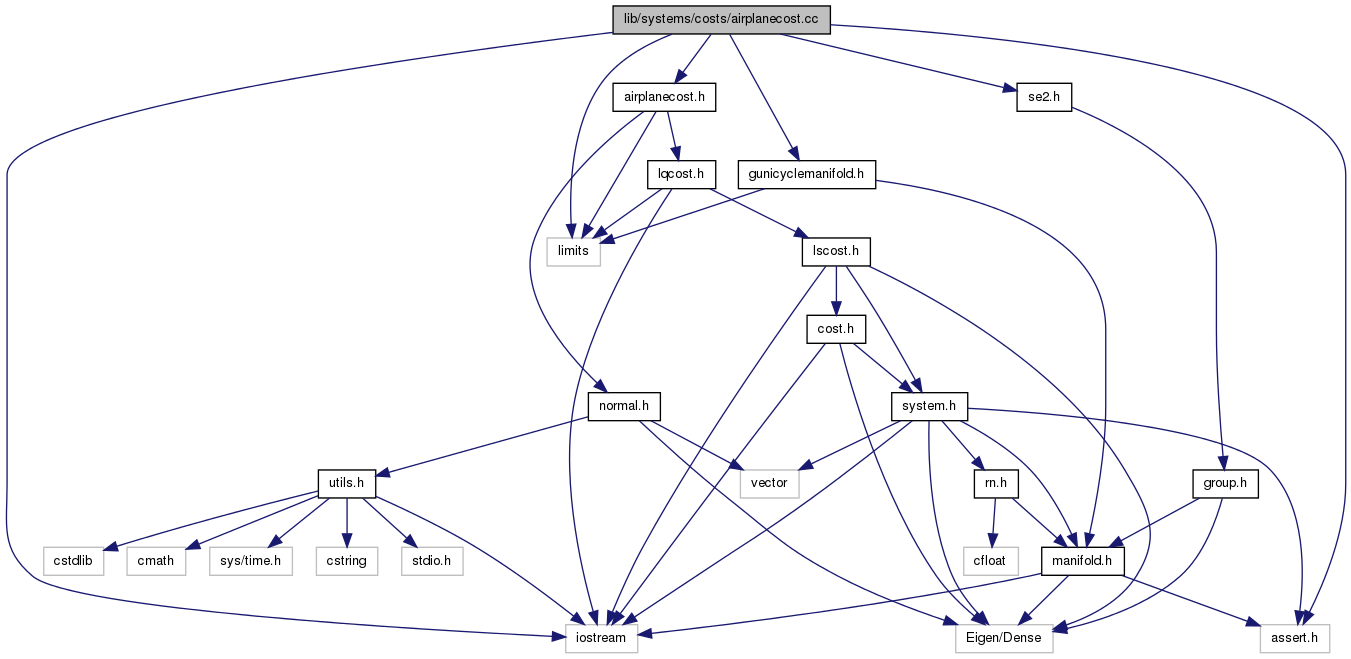 lib/systems/costs/airplanecost.cc
airplanecost.h
se2.h
lqcost.h
gunicyclemanifold.h
limits
lscost.h
cost.h
normal.h
system.h
utils.h
vector
rn.h
group.h
cstdlib
cmath
sys/time.h
cstring
stdio.h
cfloat
manifold.h
iostream
Eigen/Dense
assert.h